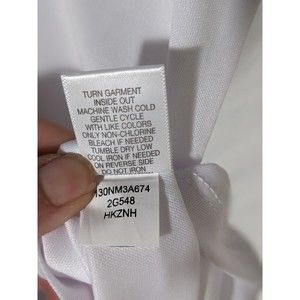 TURN GARMENT
INSIDE OUT
MACHINE WASH COLD
GENTLE CYCLE
WITH LIKE COLORS
ONLY NON-CHLORINE
BLEACH IF NEEDED
TUMBLE DRY LOW
COOL IRON IF NEEDED
ON REVERSE SIDE
DO NOT IRON
130NM3A674
2G548
HKZNH